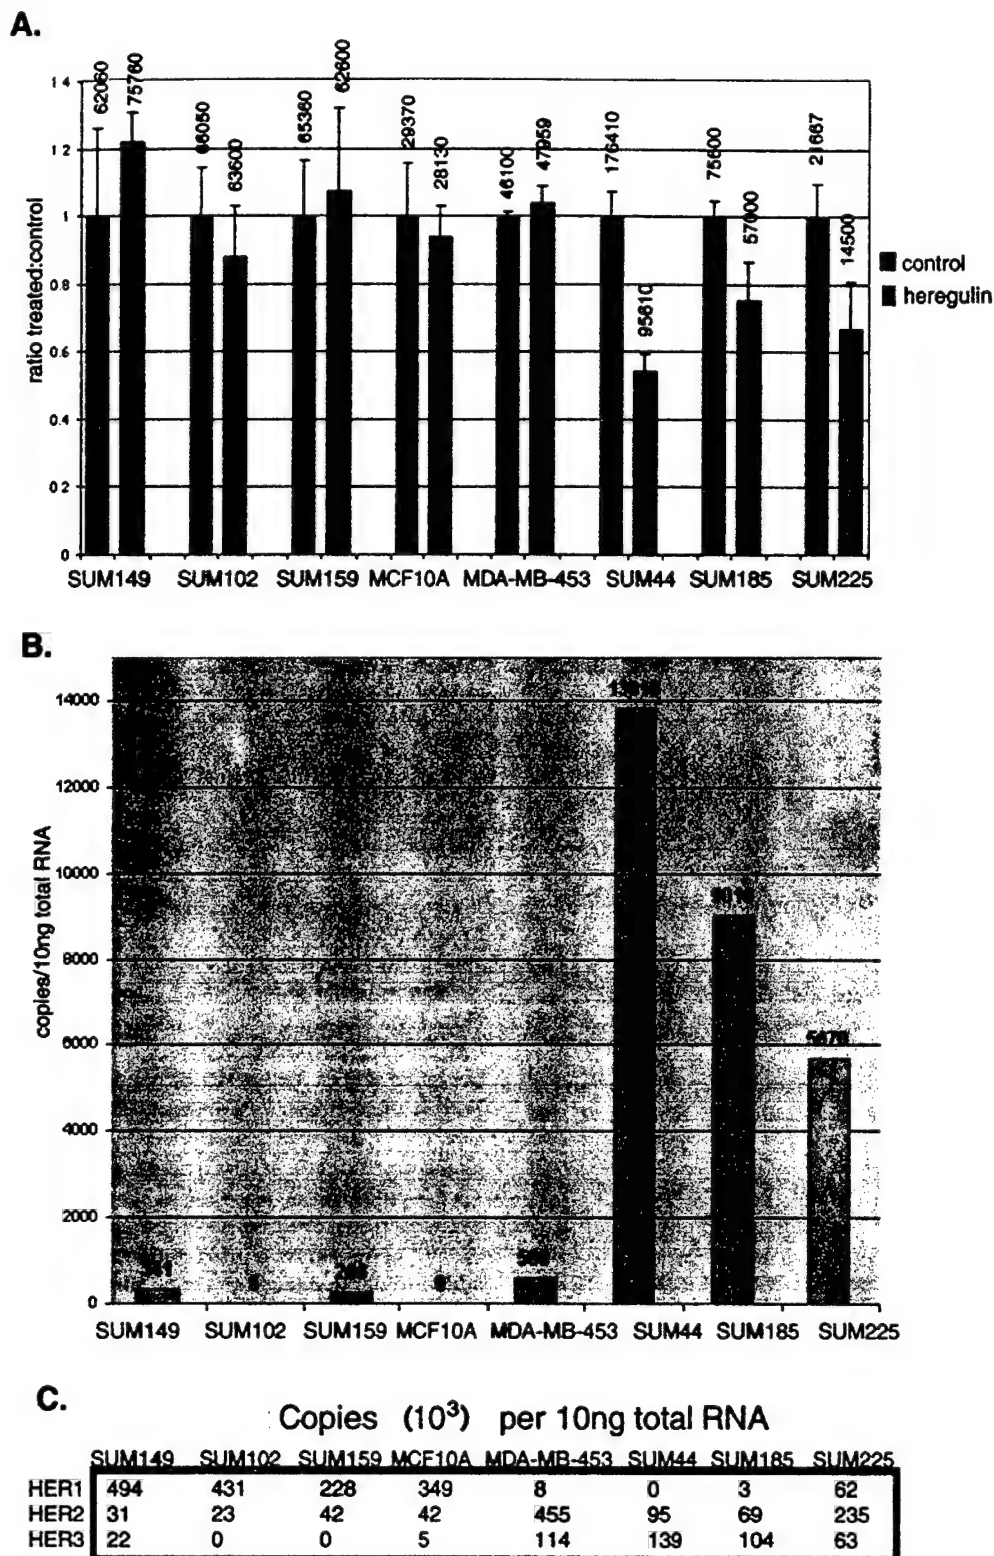 A.
62060 75760 63600 65360 62600 29370 28130 46100 47959 176410 95610 75600 57000 21667 14500
1 4
1 2
1
0.8
0.6
0.4
0 2
0
ratio treated:control
control
heregulin
SUM149 SUM102 SUM159 MCF10A MDA-MB-453 SUM44 SUM185 SUM225
B.
14000
12000
10000
8000
6000
4000
2000
0
copies/10ng total RNA
0
SUM149 SUM102 SUM159 MCF10A MDA-MB-453 SUM44 SUM185 SUM225
C.
Copies (10³) per 10ng total RNA
SUM149 SUM102 SUM159 MCF10A MDA-MB-453 SUM44 SUM185 SUM225
HER1 494 431 228 349 8 0 3 62
HER2 31 23 42 42 455 95 69 235
HER3 22 0 0 5 114 139 104 63